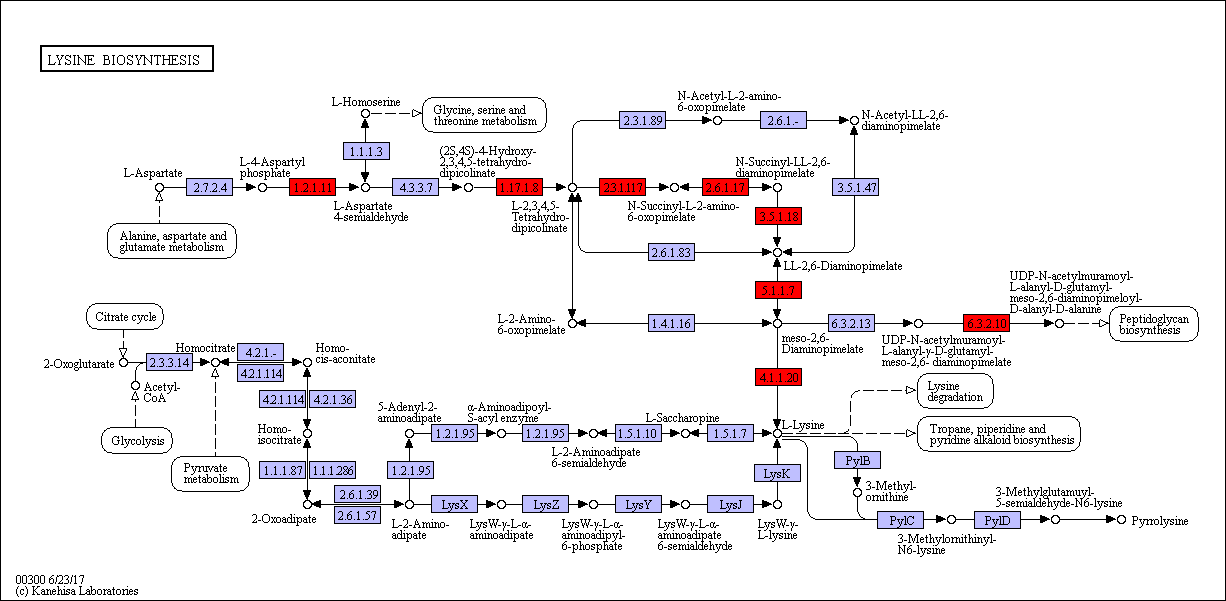 LYSINE BIOSYNTHESIS
L-Homoserine
Glycine, serine and
threonine metabolism
N-Acetyl-L-2-amino-
6-oxopimelate
2.3.1.89
2.6.1.-
N-Acetyl-LL-2,6-
diaminopimelate
1.1.1.3
L-Aspartate
L-4-Aspartyl
phosphate
(2S,4S)-4-Hydroxy-
2,3,4,5-tetrahydro-
dipicolinate
N-Succinyl-LL-2,6-
diaminopimelate
2.7.2.4
1.2.1.11
4.3.3.7
1.17.1.8
2.3.1.117
2.6.1.17
3.5.1.47
L-Aspartate
4-semialdehyde
L-2,3,4,5-
Tetrahydro-
dipicolinate
N-Succinyl-L-2-amino-
6-oxopimelate
3.5.1.18
Alanine, aspartate and
glutamate metabolism
2.6.1.83
LL-2,6-Diaminopimelate
5.1.1.7
UDP-N-acetylmuramoyl-
L-alanyl-D-glutamyl-
meso-2,6-diaminopimeloyl-
D-alanyl-D-alanine
Citrate cycle
L-2-Amino-
6-oxopimelate
1.4.1.16
6.3.2.13
6.3.2.10
Peptidoglycan
biosynthesis
meso-2,6-
Diaminopimelate
UDP-N-acetylmuramoyl-
L-alanyl-γ-D-glutamyl-
meso-2,6- diaminopimelate
2-Oxoglutarate
2.3.3.14
Homocitrate
4.2.1.-
4.2.1.114
Homo-
cis-aconitate
Acetyl-
CoA
4.1.1.20
Lysine
degradation
4.2.1.114
4.2.1.36
5-Adenyl-2-
aminoadipate
α-Aminoadipoyl-
S-acyl enzyme
L-Saccharopine
L-Lysine
Glycolysis
Homo-
isocitrate
1.2.1.95
1.2.1.95
1.5.1.10
1.5.1.7
Tropane, piperidine and
pyridine alkaloid biosynthesis
L-2-Aminoadipate
6-semialdehyde
Pyruvate
metabolism
1.1.1.87
1.1.1.286
1.2.1.95
LysK
PylB
3-Methyl-
ornithine
2.6.1.39
2.6.1.57
2-Oxoadipate
L-2-Amino-
adipate
LysX
LysZ
LysY
LysJ
LysW-γ-L-α-
aminoadipate
LysW-γ-L-α-
aminoadipyl-
6-phosphate
LysW-γ-L-α-
aminoadipate
6-semialdehyde
LysW-γ-
L-lysine
3-Methylglutamuyl-
5-semialdehyde-N6-lysine
PylC
PylD
Pyrrolysine
3-Methylornithinyl-
N6-lysine
00300 6/23/17
(c) Kanehisa Laboratories